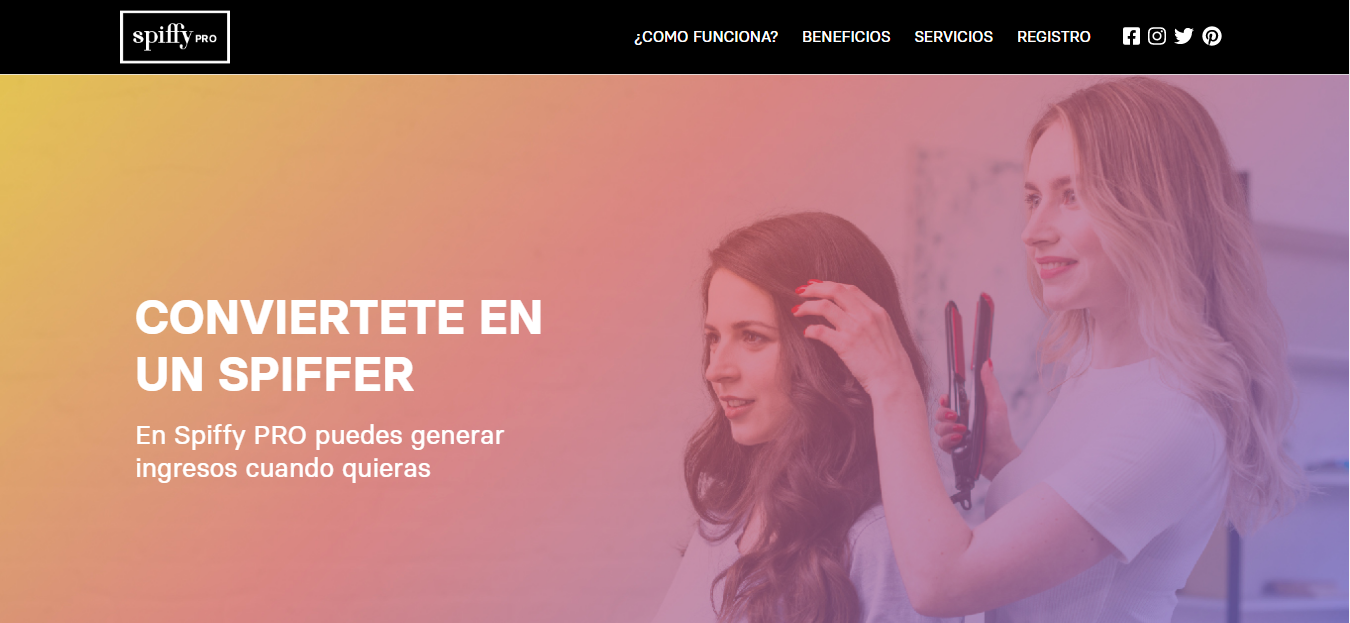 spiffy PRO
¿COMO FUNCIONA? BENEFICIOS SERVICIOS REGISTRO
CONVIERTETE EN
UN SPIFFER
En Spiffy PRO puedes generar
ingresos cuando quieras